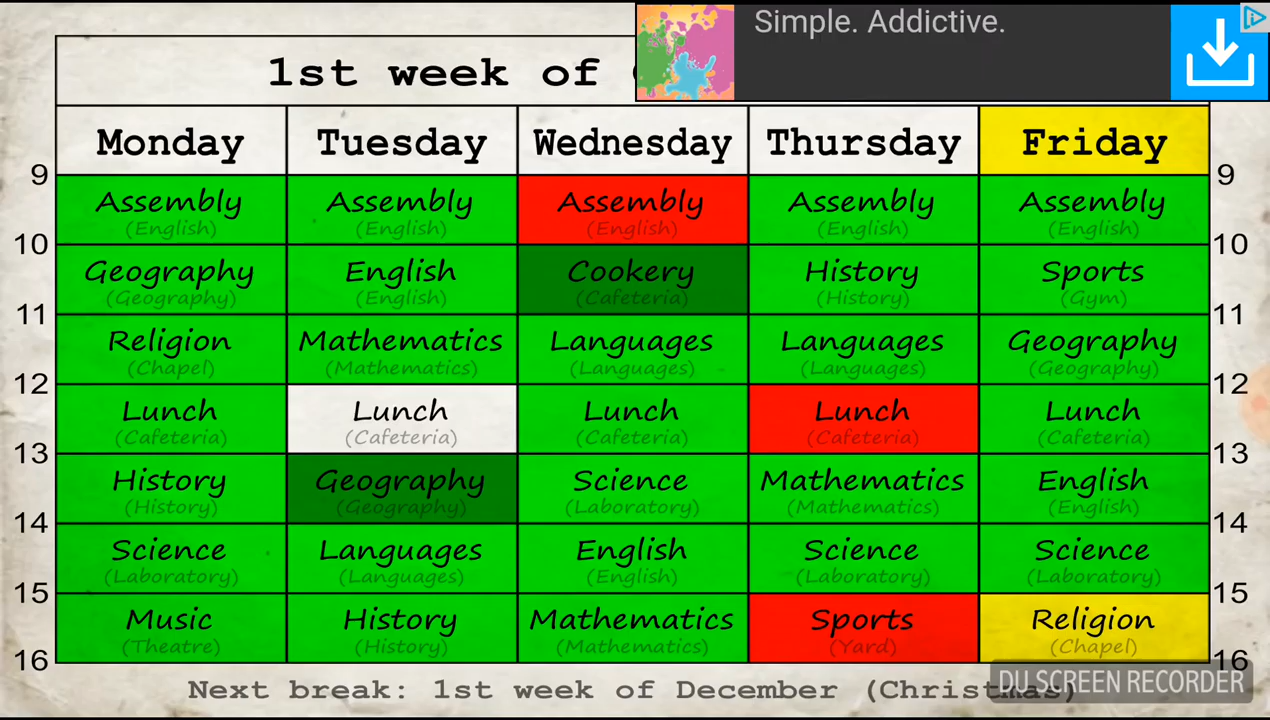 Simple. Addictive.
1st week of
Monday Tuesday Wednesday Thursday Friday
9 9
Assembly Assembly Assembly Assembly Assembly
(English) (English) (English) (English) (English)
10 10
Geography English Cookery History Sports
(Geography) (English) (Cafeteria) (History) (Gym)
11 11
Religion Mathematics Languages Languages Geography
(Chapel) (Mathematics) (Languages) (Languages) (Geography)
12 12
Lunch Lunch Lunch Lunch Lunch
(Cafeteria) (Cafeteria) (Cafeteria) (Cafeteria) (Cafeteria)
13 13
History Geography Science Mathematics English
(History) (Geography) (Laboratory) (Mathematics) (English)
14 14
Science Languages English Science Science
(Laboratory) (Languages) (English) (Laboratory) (Laboratory)
15 15
Music History Mathematics Sports Religion
(Theatre) (History) (Mathematics) (Yard) (Chapel)
16 16
Next break: 1st week of December (Christmas)
DU SCREEN RECORDER